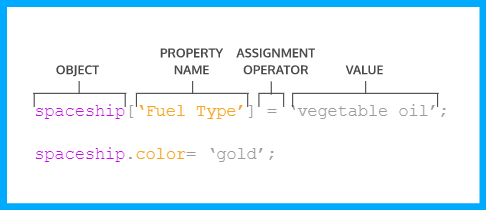 PROPERTY ASSIGNMENT
OBJECT NAME OPERATOR VALUE
spaceship[‘Fuel Type’] = ‘vegetable oil’;
spaceship.color= ‘gold’;